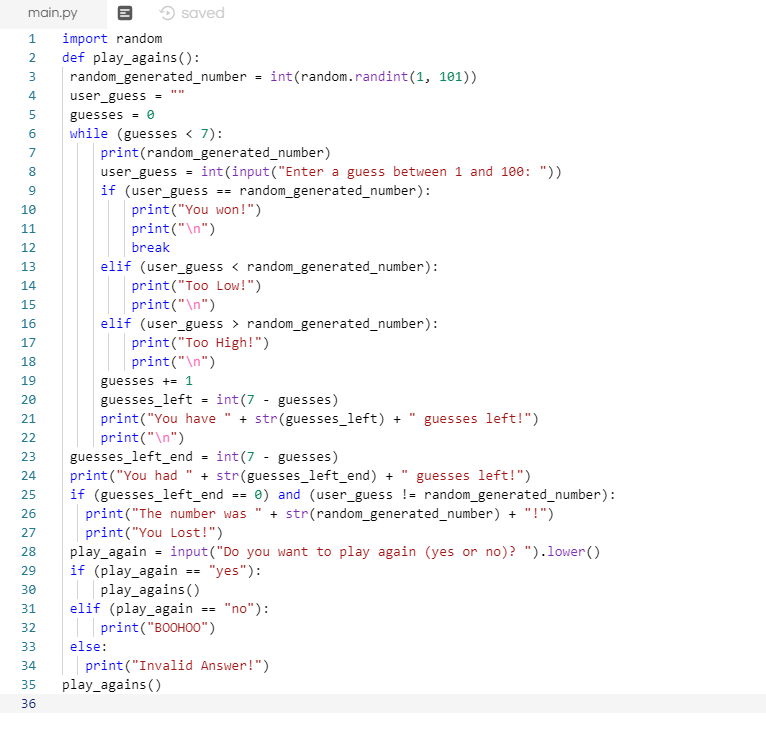 main.py saved
1 import random
2 def play_agains():
3  random_generated_number = int(random.randint(1, 101))
4  user_guess = ""
5  guesses = 0
6  while (guesses < 7):
7      print(random_generated_number)
8      user_guess = int(input("Enter a guess between 1 and 100: "))
9      if (user_guess == random_generated_number):
10          print("You won!")
11          print("\n")
12          break
13      elif (user_guess < random_generated_number):
14          print("Too Low!")
15          print("\n")
16      elif (user_guess > random_generated_number):
17          print("Too High!")
18          print("\n")
19      guesses += 1
20      guesses_left = int(7 - guesses)
21      print("You have " + str(guesses_left) + " guesses left!")
22      print("\n")
23  guesses_left_end = int(7 - guesses)
24  print("You had " + str(guesses_left_end) + " guesses left!")
25  if (guesses_left_end == 0) and (user_guess != random_generated_number):
26    print("The number was " + str(random_generated_number) + "!")
27    print("You Lost!")
28  play_again = input("Do you want to play again (yes or no)? ").lower()
29  if (play_again == "yes"):
30      play_agains()
31  elif (play_again == "no"):
32      print("BOOHOO")
33  else:
34    print("Invalid Answer!")
35 play_agains()
36